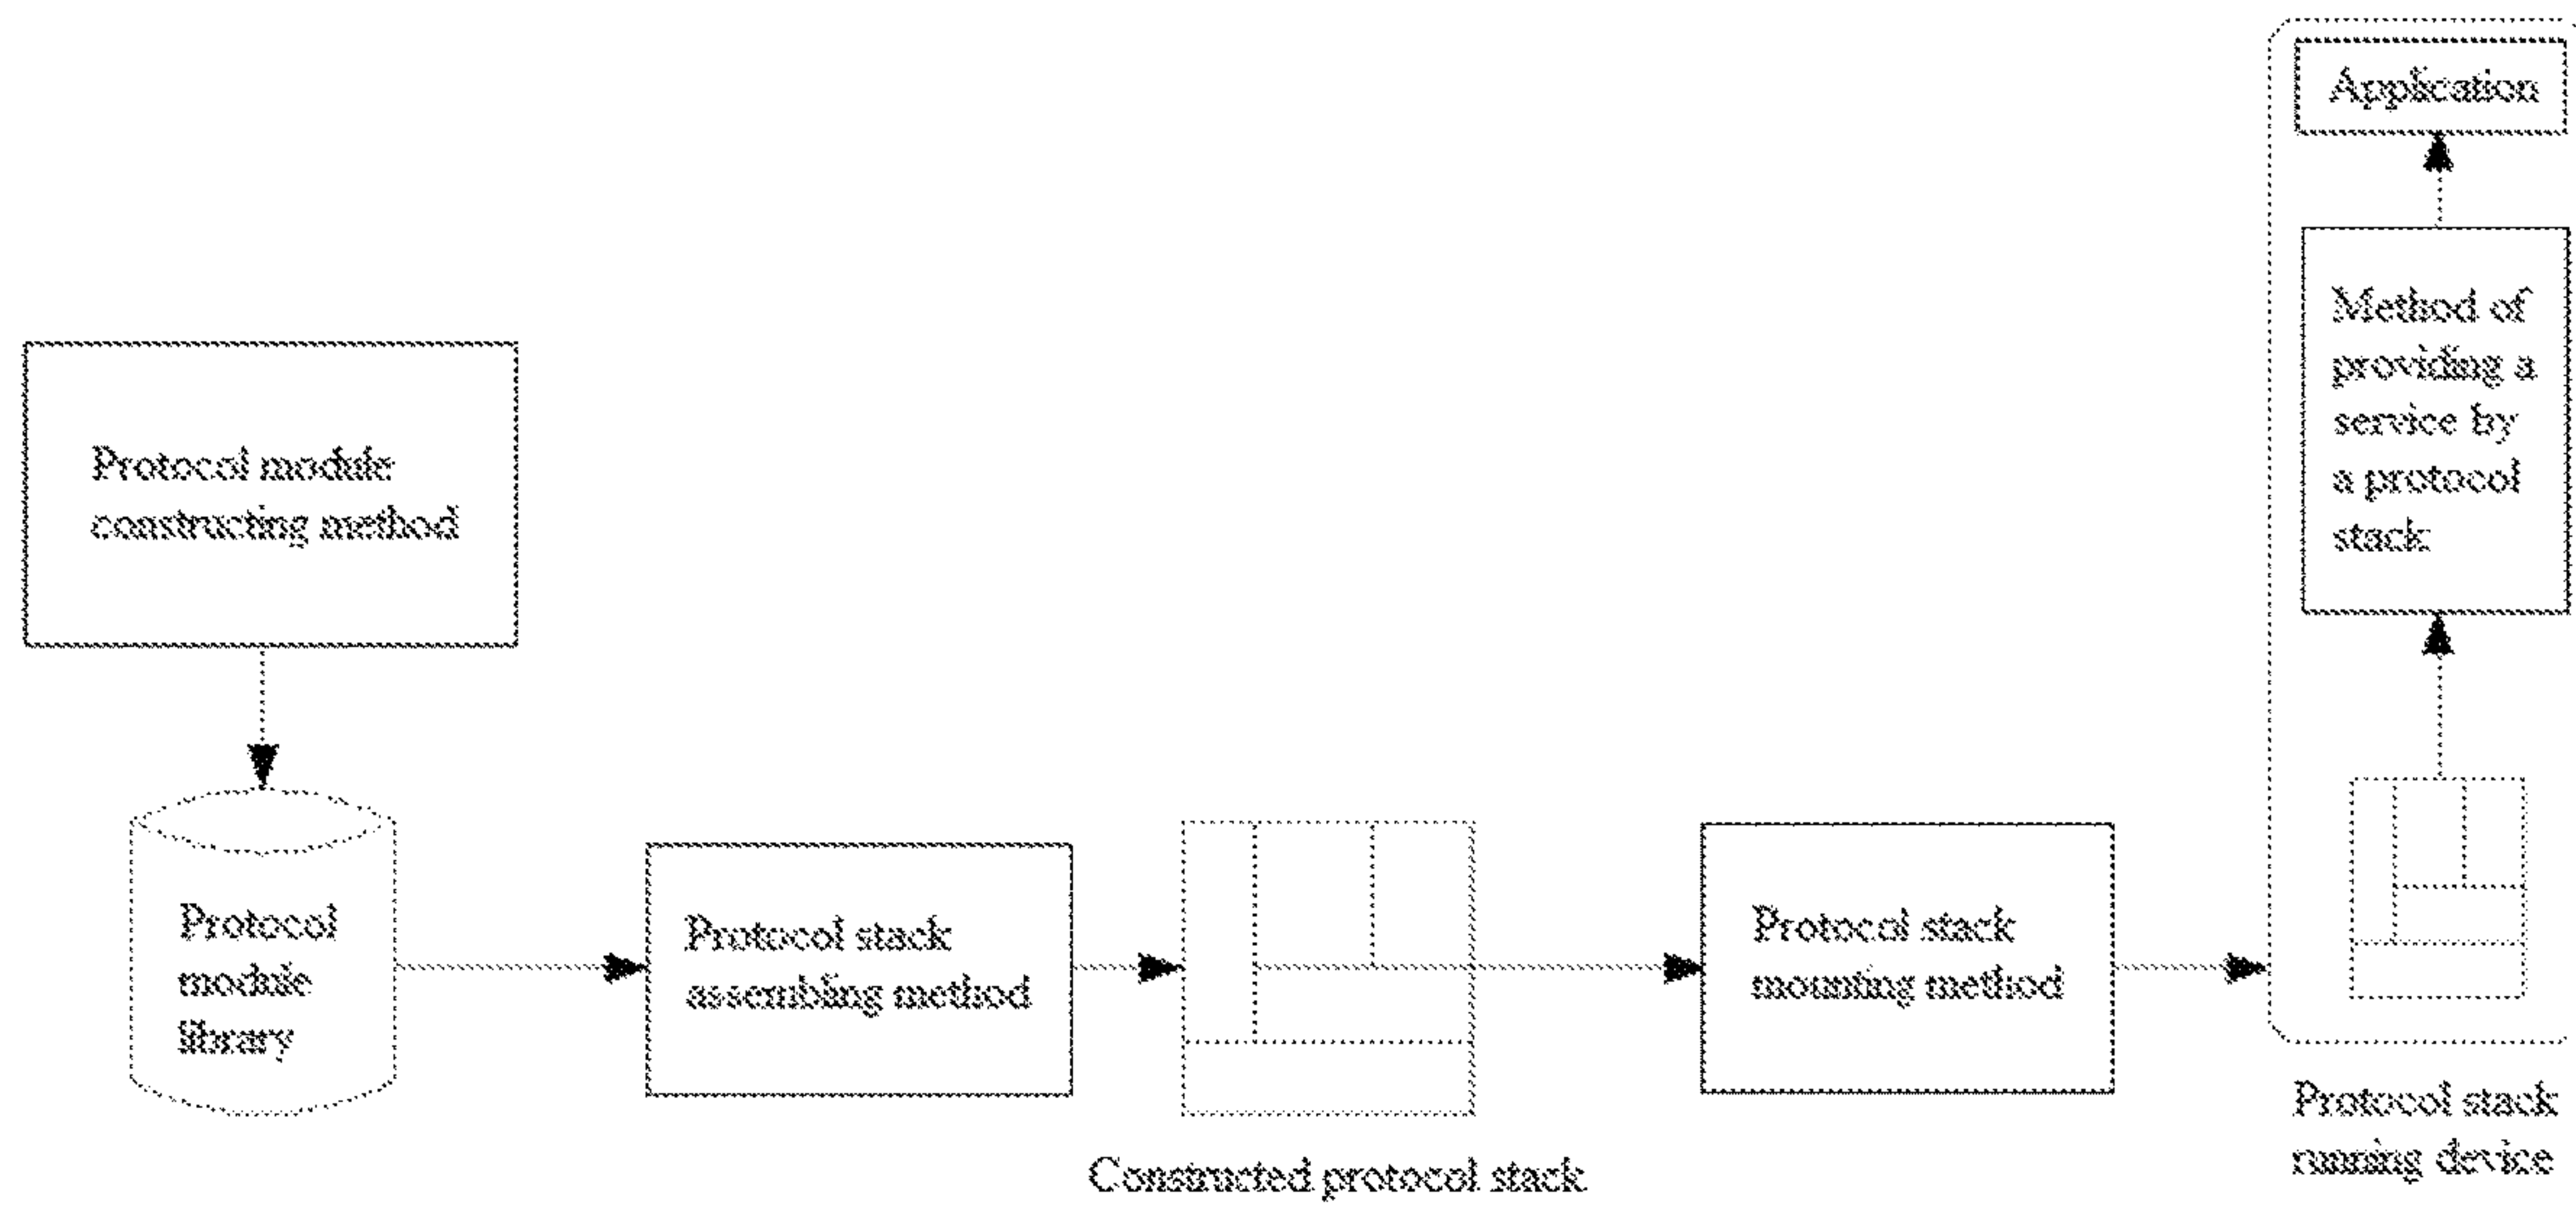 Application
Method of
providing a
service by
a protocol
stack
Protocol module
constructing method
Protocol
module
library
Protocol stack
assembling method
Constructed protocol stack
Protocol stack
mounting method
Protocol stack
running device